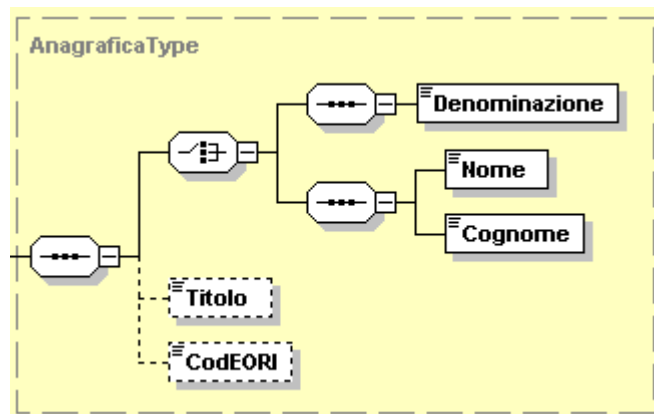 AnagraficaType
Denominazione
Nome
Cognome
Titolo
CodEORI